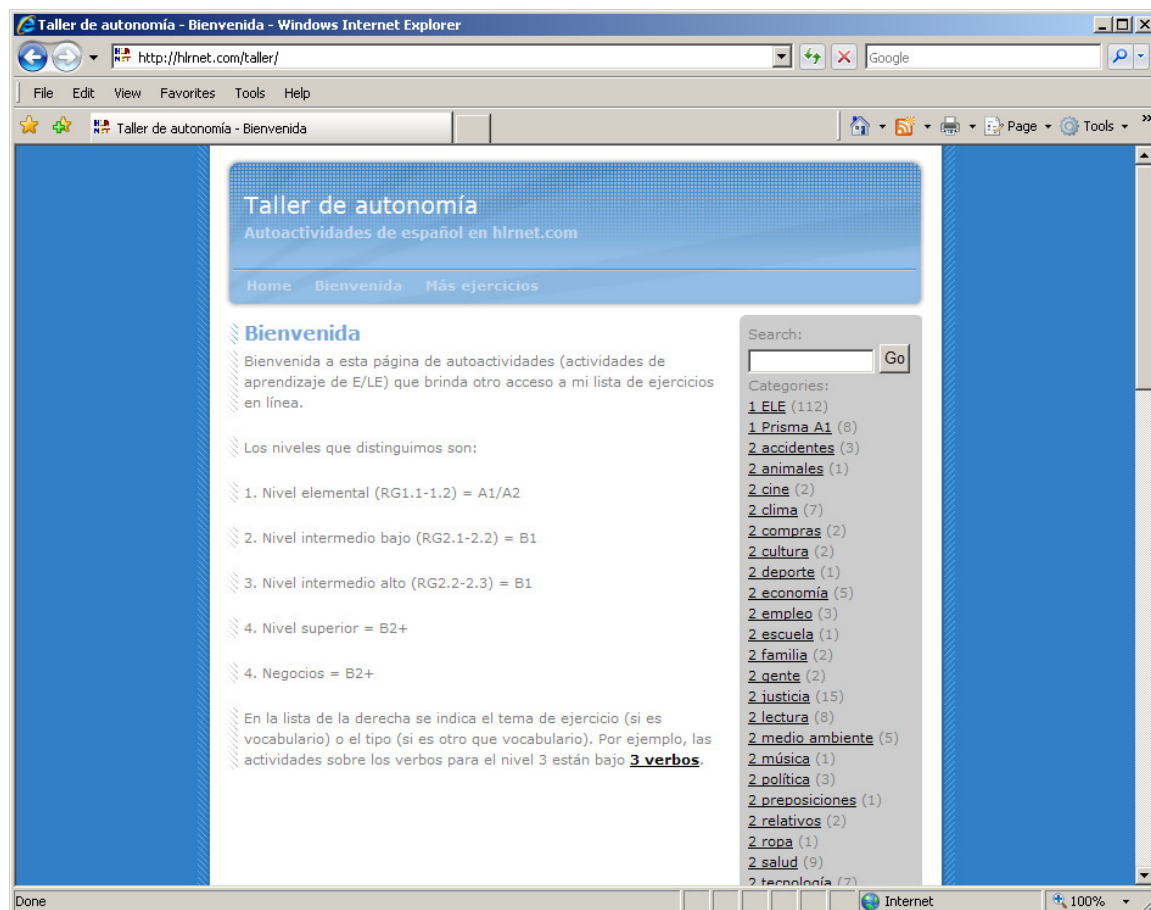 Taller de autonomía - Bienvenida - Windows Internet Explorer
http://hlrnet.com/taller/
Google
File Edit View Favorites Tools Help
Taller de autonomía - Bienvenida
Page Tools
Taller de autonomía
Autoactividades de español en hlrnet.com
Home Bienvenida Más ejercicios
Bienvenida
Bienvenida a esta página de autoactividades (actividades de
aprendizaje de E/LE) que brinda otro acceso a mi lista de ejercicios
en línea.
Los niveles que distinguimos son:
1. Nivel elemental (RG1.1-1.2) = A1/A2
2. Nivel intermedio bajo (RG2.1-2.2) = B1
3. Nivel intermedio alto (RG2.2-2.3) = B1
4. Nivel superior = B2+
4. Negocios = B2+
En la lista de la derecha se indica el tema de ejercicio (si es
vocabulario) o el tipo (si es otro que vocabulario). Por ejemplo, las
actividades sobre los verbos para el nivel 3 están bajo 3 verbos.
Search:
Go
Categories:
1 ELE (112)
1 Prisma A1 (8)
2 accidentes (3)
2 animales (1)
2 cine (2)
2 clima (7)
2 compras (2)
2 cultura (2)
2 deporte (1)
2 economía (5)
2 empleo (3)
2 escuela (1)
2 familia (2)
2 gente (2)
2 justicia (15)
2 lectura (8)
2 medio ambiente (5)
2 música (1)
2 política (3)
2 preposiciones (1)
2 relativos (2)
2 ropa (1)
2 salud (9)
2 tecnología (7)
Done
Internet
100%